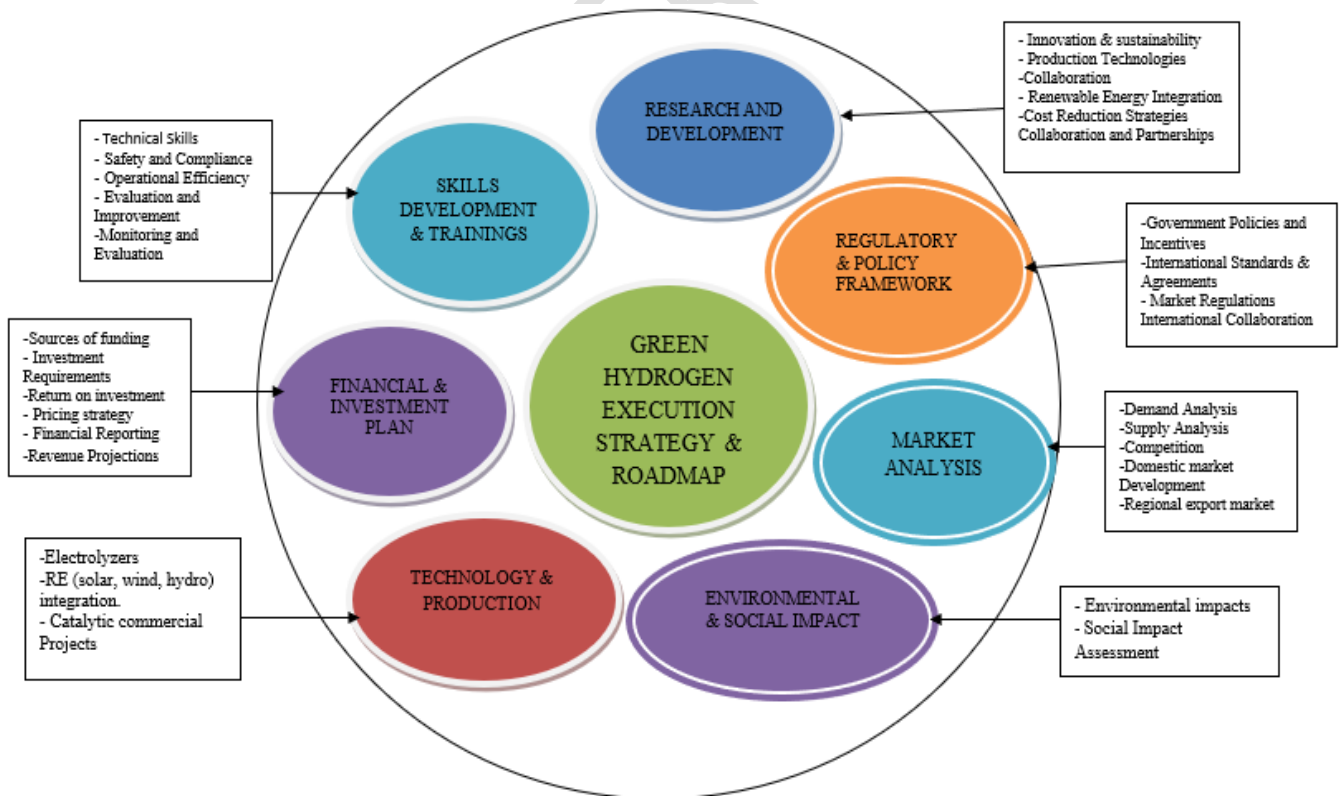 RESEARCH AND
DEVELOPMENT
- Innovation & sustainability
- Production Technologies
-Collaboration
- Renewable Energy Integration
-Cost Reduction Strategies
Collaboration and Partnerships
- Technical Skills
- Safety and Compliance
- Operational Efficiency
- Evaluation and
Improvement
-Monitoring and
Evaluation
SKILLS
DEVELOPMENT
& TRAININGS
REGULATORY
& POLICY
FRAMEWORK
-Government Policies and
Incentives
-International Standards &
Agreements
- Market Regulations
International Collaboration
-Sources of funding
- Investment
Requirements
-Return on investment
- Pricing strategy
- Financial Reporting
-Revenue Projections
FINANCIAL &
INVESTMENT
PLAN
GREEN
HYDROGEN
EXECUTION
STRATEGY &
ROADMAP
MARKET
ANALYSIS
-Demand Analysis
-Supply Analysis
-Competition
-Domestic market
Development
-Regional export market
-Electrolyzers
-RE (solar, wind, hydro)
integration.
- Catalytic commercial
Projects
TECHNOLOGY &
PRODUCTION
ENVIRONMENTAL
& SOCIAL IMPACT
- Environmental impacts
- Social Impact
Assessment